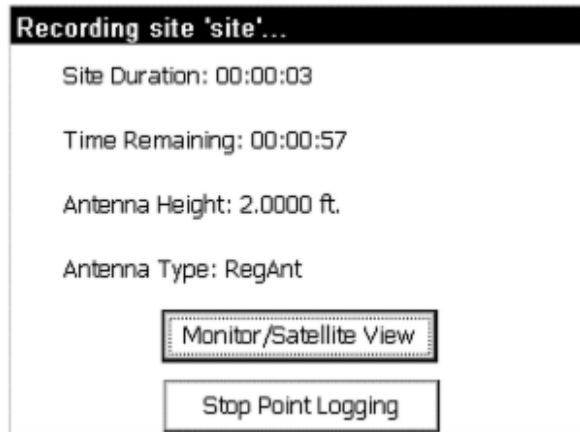 Recording site 'site'...
Site Duration: 00:00:03
Time Remaining: 00:00:57
Antenna Height: 2.0000 ft.
Antenna Type: RegAnt
Monitor/Satellite View
Stop Point Logging